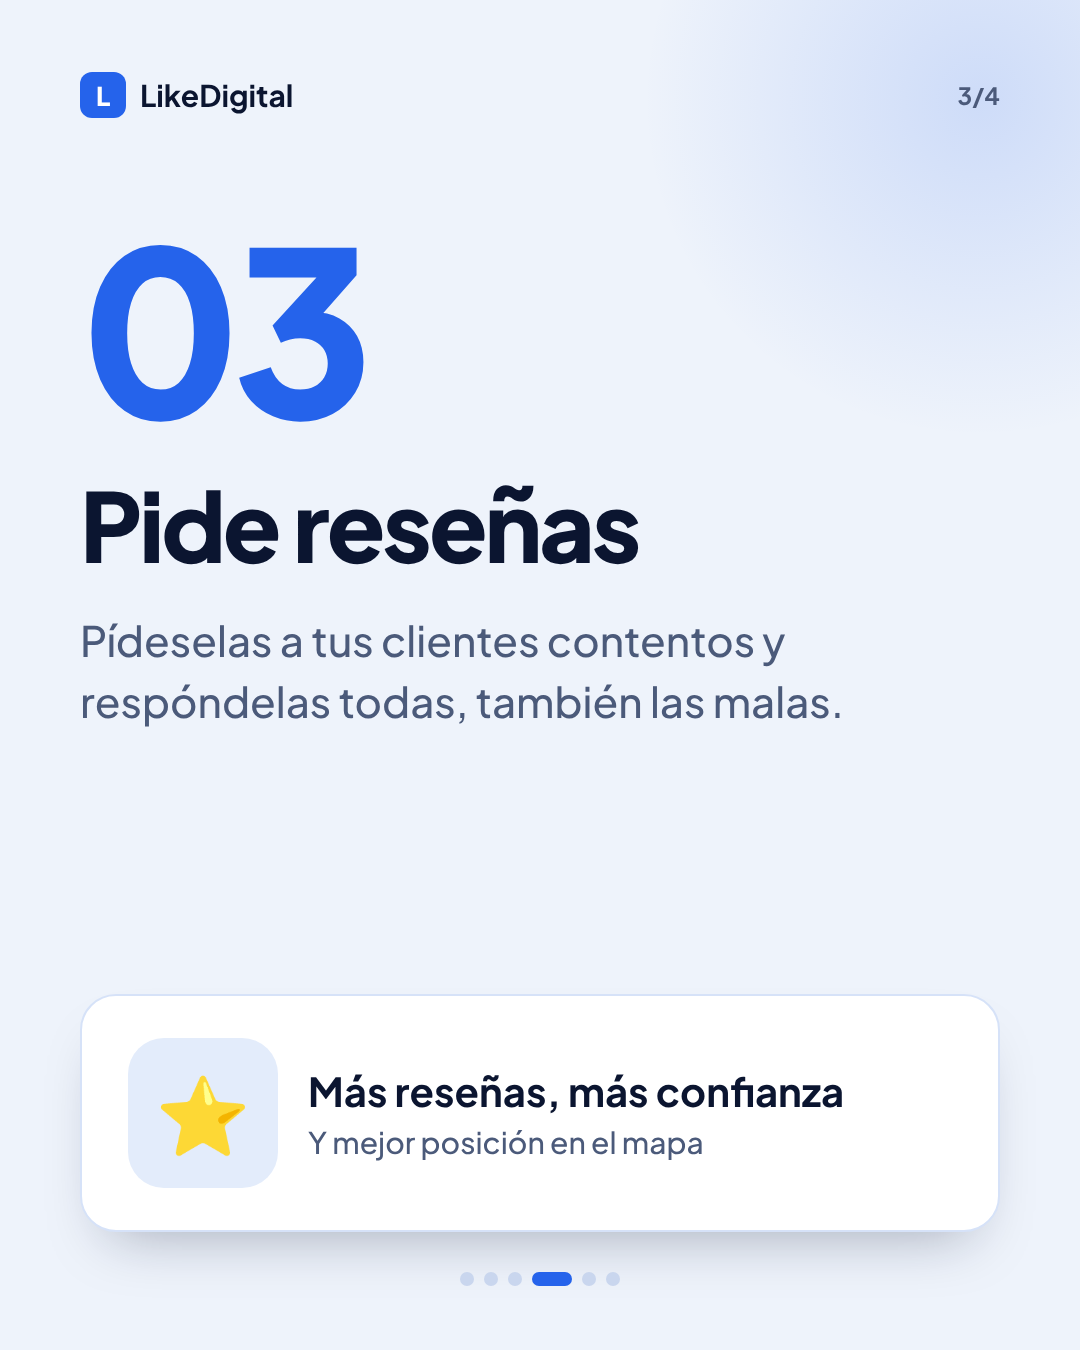 L LikeDigital
3/4
03
Pide reseñas
Pídeselas a tus clientes contentos y
respóndelas todas, también las malas.
Más reseñas, más confianza
Y mejor posición en el mapa